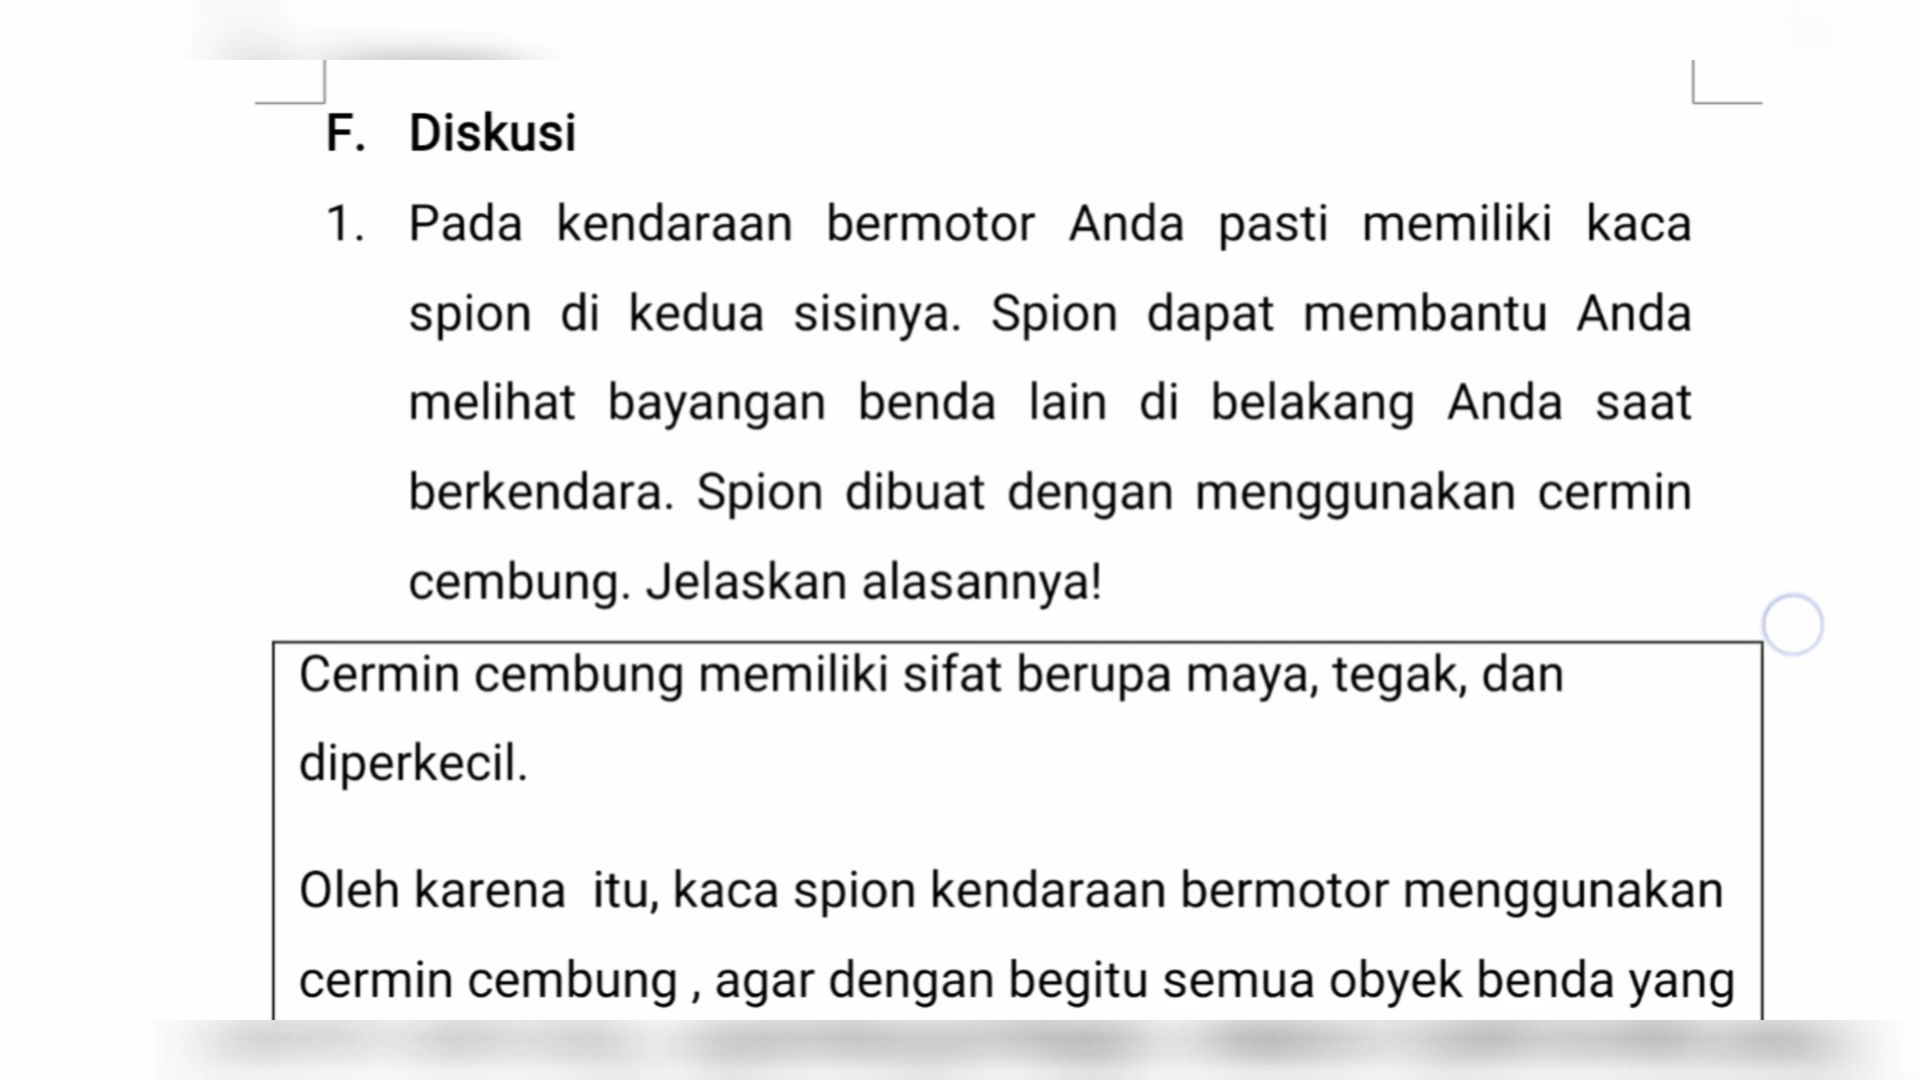 F. Diskusi
1. Pada kendaraan bermotor Anda pasti memiliki kaca
spion di kedua sisinya. Spion dapat membantu Anda
melihat bayangan benda lain di belakang Anda saat
berkendara. Spion dibuat dengan menggunakan cermin
cembung. Jelaskan alasannya!
Cermin cembung memiliki sifat berupa maya, tegak, dan
diperkecil.
Oleh karena itu, kaca spion kendaraan bermotor menggunakan
cermin cembung , agar dengan begitu semua obyek benda yang